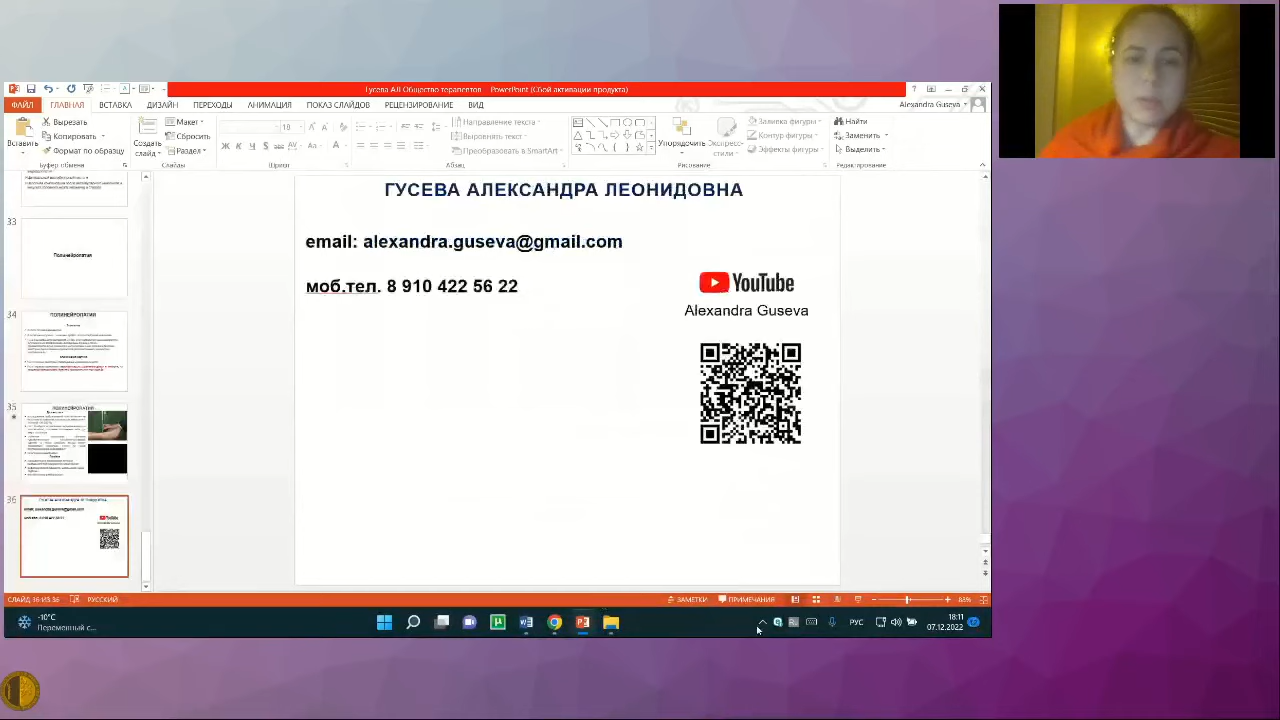 Гусева АЛ Общество терапевтов - PowerPoint (Сбой активации продукта)
ФАЙЛ ГЛАВНАЯ ВСТАВКА ДИЗАЙН ПЕРЕХОДЫ АНИМАЦИЯ ПОКАЗ СЛАЙДОВ РЕЦЕНЗИРОВАНИЕ ВИД Alexandra Guseva
Вставить
Вырезать
Копировать
Формат по образцу
Буфер обмена
Создать
слайд
Макет
Сбросить
Раздел
Слайды
18
Шрифт
Направление текста
Выровнять текст
Преобразовать в SmartArt
Абзац
Упорядочить
Экспресс-
стили
Заливка фигуры
Контур фигуры
Эффекты фигуры
Рисование
Найти
Заменить
Выделить
Редактирование
33
Полинейропатия
34
ПОЛИНЕЙРОПАТИЯ
35
ПОЛИНЕЙРОПАТИЯ
36
ГУСЕВА АЛЕКСАНДРА ЛЕОНИДОВНА
email: alexandra.guseva@gmail.com
моб.тел. 8 910 422 56 22
YouTube
Alexandra Guseva
СЛАЙД 36 ИЗ 36 РУССКИЙ ЗАМЕТКИ ПРИМЕЧАНИЯ 83%
-10°C
Переменный с...
РУС
18:11
07.12.2022